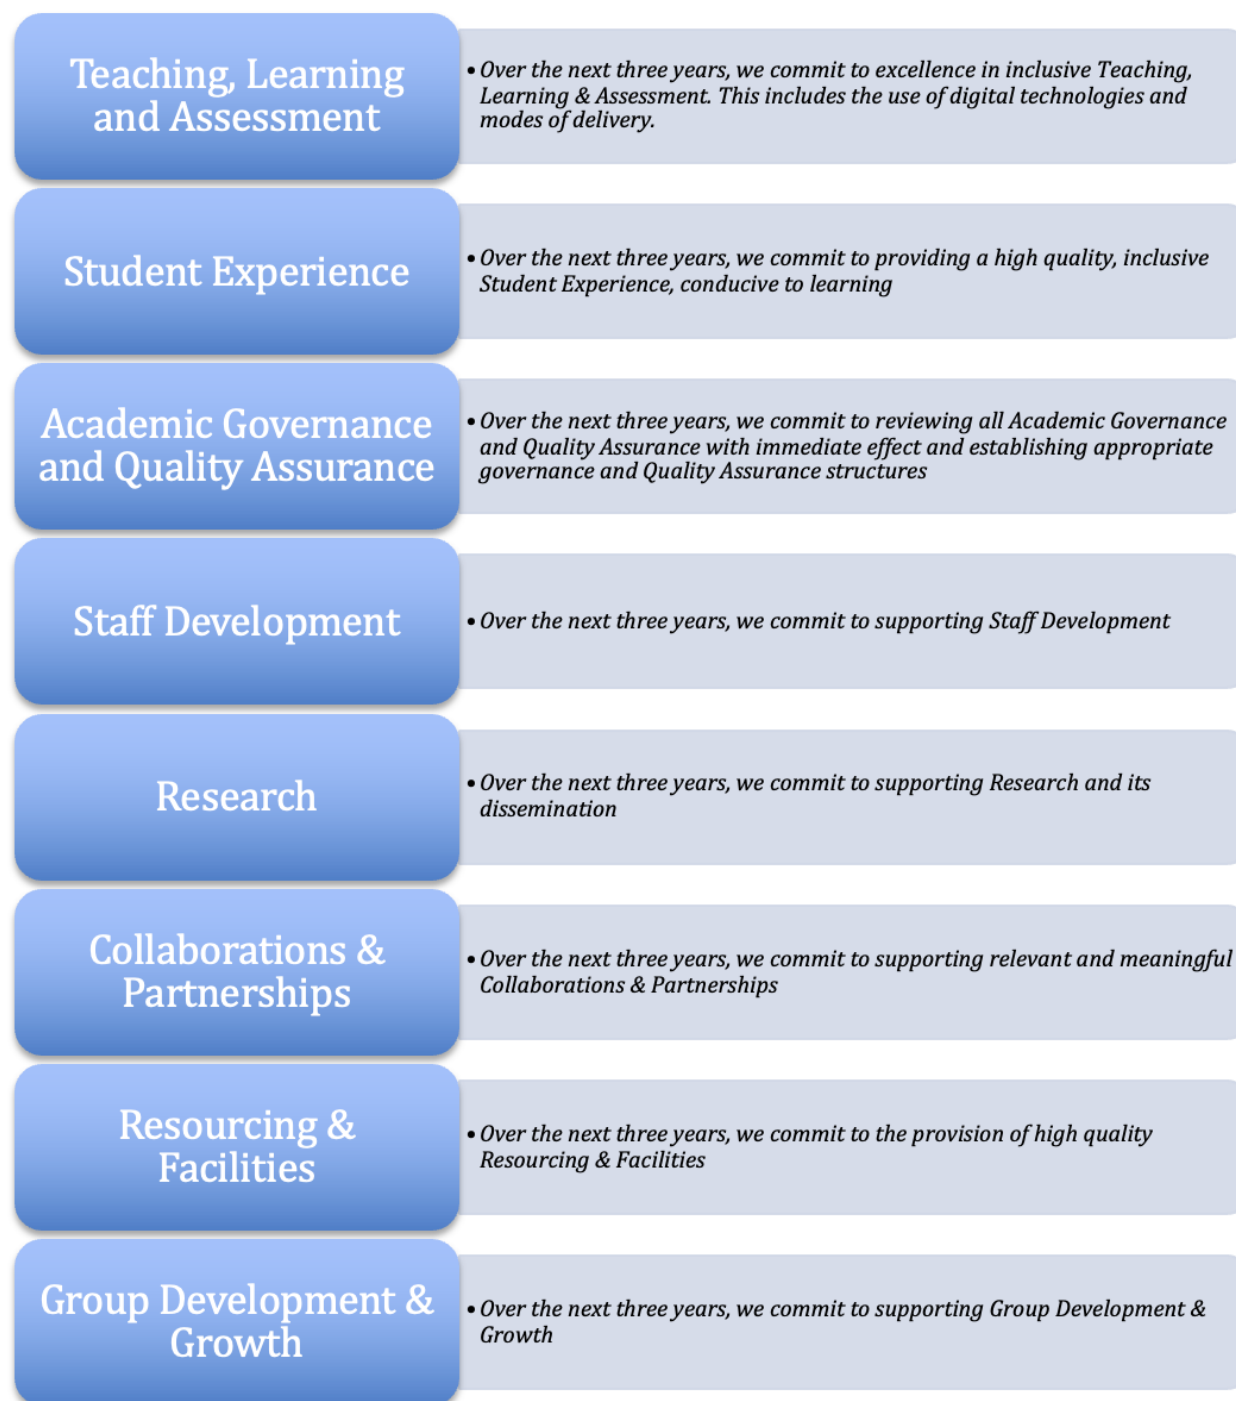 Teaching, Learning
and Assessment
• Over the next three years, we commit to excellence in inclusive Teaching,
Learning & Assessment. This includes the use of digital technologies and
modes of delivery.
Student Experience
• Over the next three years, we commit to providing a high quality, inclusive
Student Experience, conducive to learning
Academic Governance
and Quality Assurance
• Over the next three years, we commit to reviewing all Academic Governance
and Quality Assurance with immediate effect and establishing appropriate
governance and Quality Assurance structures
Staff Development
• Over the next three years, we commit to supporting Staff Development
Research
• Over the next three years, we commit to supporting Research and its
dissemination
Collaborations &
Partnerships
• Over the next three years, we commit to supporting relevant and meaningful
Collaborations & Partnerships
Resourcing &
Facilities
• Over the next three years, we commit to the provision of high quality
Resourcing & Facilities
Group Development &
Growth
• Over the next three years, we commit to supporting Group Development &
Growth